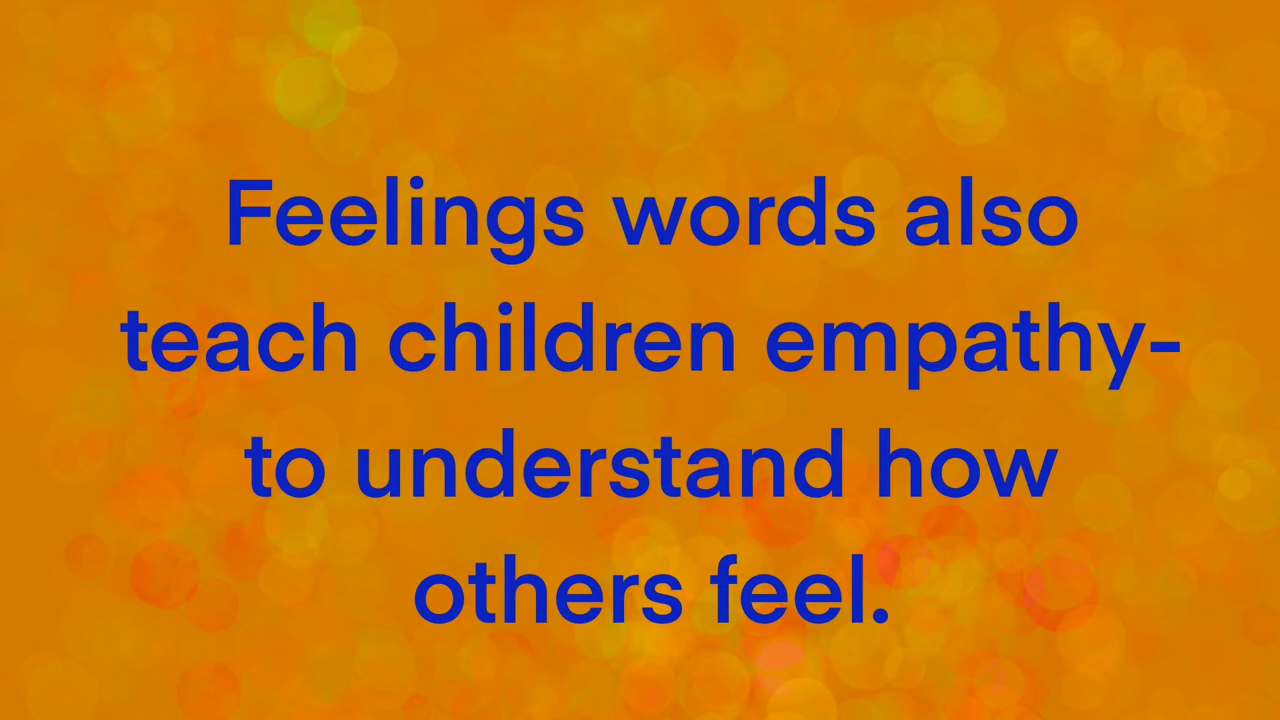 Feelings words also
teach children empathy-
to understand how
others feel.